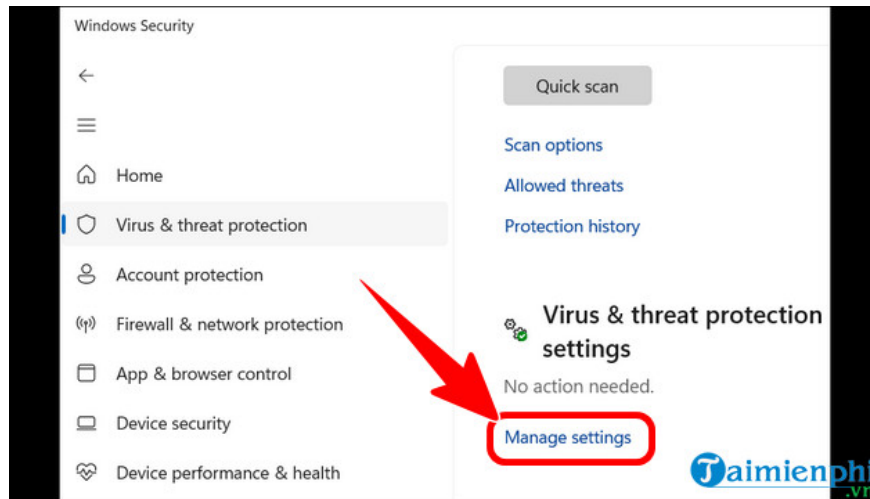 Windows Security
Home
Virus & threat protection
Account protection
Firewall & network protection
App & browser control
Device security
Device performance & health
Quick scan
Scan options
Allowed threats
Protection history
Virus & threat protection
settings
No action needed.
Manage settings
Taimienphi
.vn